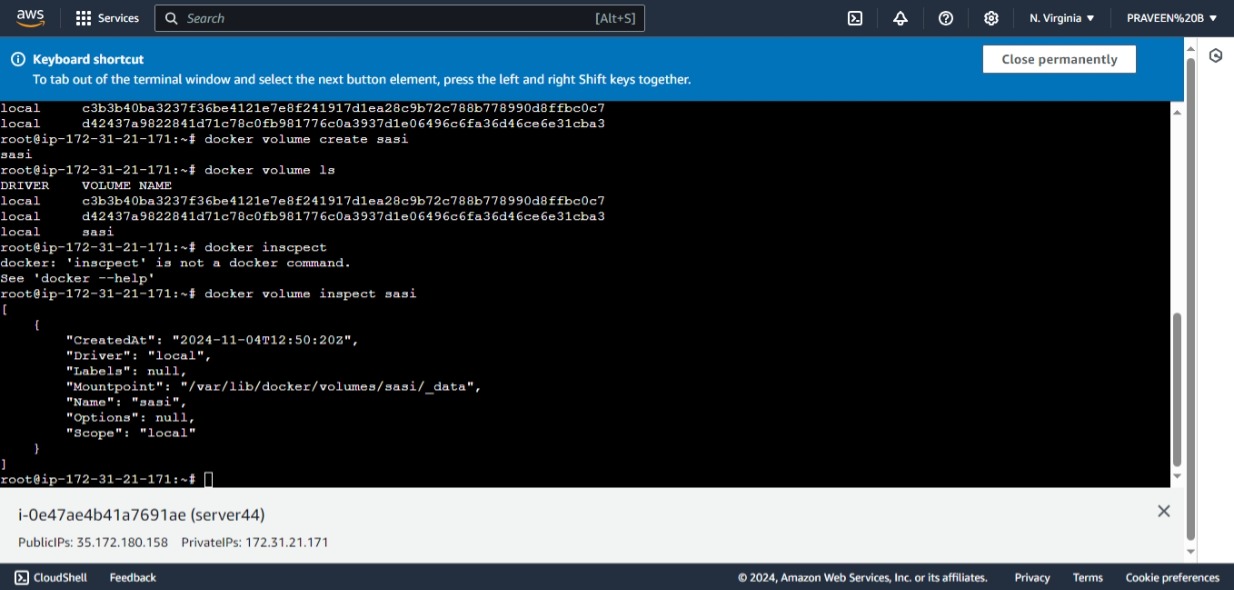 aws Services Search [Alt+S] N. Virginia PRAVEEN%20B
Keyboard shortcut
To tab out of the terminal window and select the next button element, press the left and right Shift keys together.
Close permanently
local c3b3b40ba3237f36be4121e7e8f241917d1ea28c9b72c788b778990d8ffbc0c7
local d42437a9822841d71c78c0fb981776c0a3937d1e06496c6fa36d46ce6e31cba3
root@ip-172-31-21-171:~# docker volume create sasi
sasi
root@ip-172-31-21-171:~# docker volume ls
DRIVER VOLUME NAME
local c3b3b40ba3237f36be4121e7e8f241917d1ea28c9b72c788b778990d8ffbc0c7
local d42437a9822841d71c78c0fb981776c0a3937d1e06496c6fa36d46ce6e31cba3
local sasi
root@ip-172-31-21-171:~# docker inscpect
docker: 'inscpect' is not a docker command.
See 'docker --help'
root@ip-172-31-21-171:~# docker volume inspect sasi
[
{
"CreatedAt": "2024-11-04T12:50:20Z",
"Driver": "local",
"Labels": null,
"Mountpoint": "/var/lib/docker/volumes/sasi/_data",
"Name": "sasi",
"Options": null,
"Scope": "local"
}
]
root@ip-172-31-21-171:~#
i-0e47ae4b41a7691ae (server44)
PublicIPs: 35.172.180.158 PrivateIPs: 172.31.21.171
CloudShell Feedback © 2024, Amazon Web Services, Inc. or its affiliates. Privacy Terms Cookie preferences